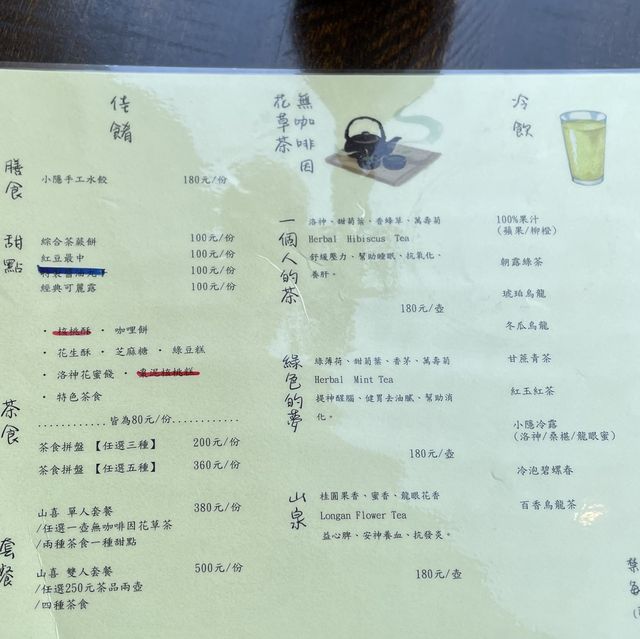 佳餚
膳食
小隱手工水餃 180元/份
甜點
綜合茶蕨餅 100元/份
紅豆最中 100元/份
100元/份
經典可麗露 100元/份
茶食
· 核桃酥 · 咖哩餅
· 花生酥 · 芝麻糖 · 綠豆糕
· 洛神花蜜餞 · 棗泥核桃糕
· 特色茶食
............皆為80元/份............
茶食拼盤【任選三種】 200元/份
茶食拼盤【任選五種】 360元/份
套餐
山喜 單人套餐 380元/份
/任選一壺無咖啡因花草茶
/兩種茶食一種甜點
山喜 雙人套餐 500元/份
/任選250元茶品兩壺
/四種茶食
無咖啡因
花草茶
一個人的茶
洛神、甜菊葉、香蜂草、萬壽菊
Herbal Hibiscus Tea
舒緩壓力、幫助睡眠、抗氧化、
養肝。
180元/壺
綠色的夢
綠薄荷、甜菊葉、香茅、萬壽菊
Herbal Mint Tea
提神醒腦、健胃去油膩、幫助消
化。
180元/壺
山泉
桂圓果香、蜜香、龍眼花香
Longan Flower Tea
益心脾、安神養血、抗發炎。
180元/壺
冷飲
100%果汁
(蘋果/柳橙)
朝露綠茶
琥珀烏龍
冬瓜烏龍
甘蔗青茶
紅玉紅茶
小隱冷露
(洛神/桑椹/龍眼蜜)
冷泡碧螺春
百香烏龍茶